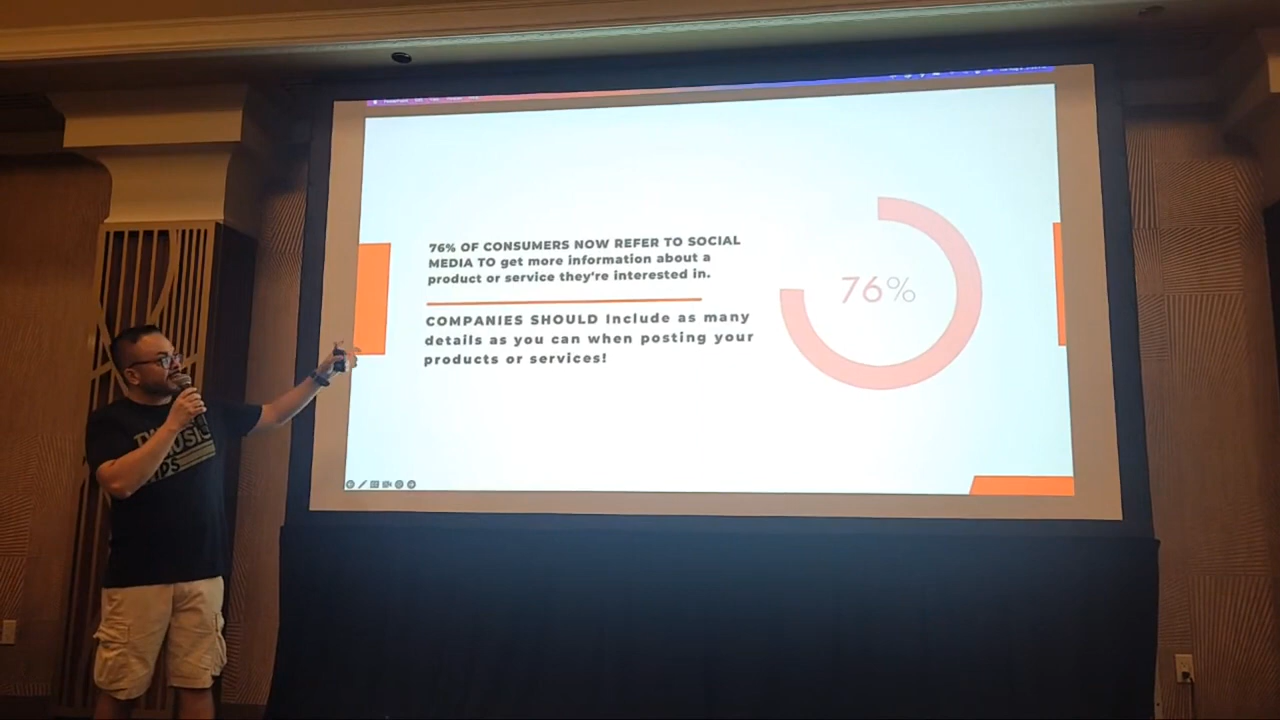 76% OF CONSUMERS NOW REFER TO SOCIAL
MEDIA TO get more information about a
product or service they're interested in.
COMPANIES SHOULD Include as many
details as you can when posting your
products or services!
76%